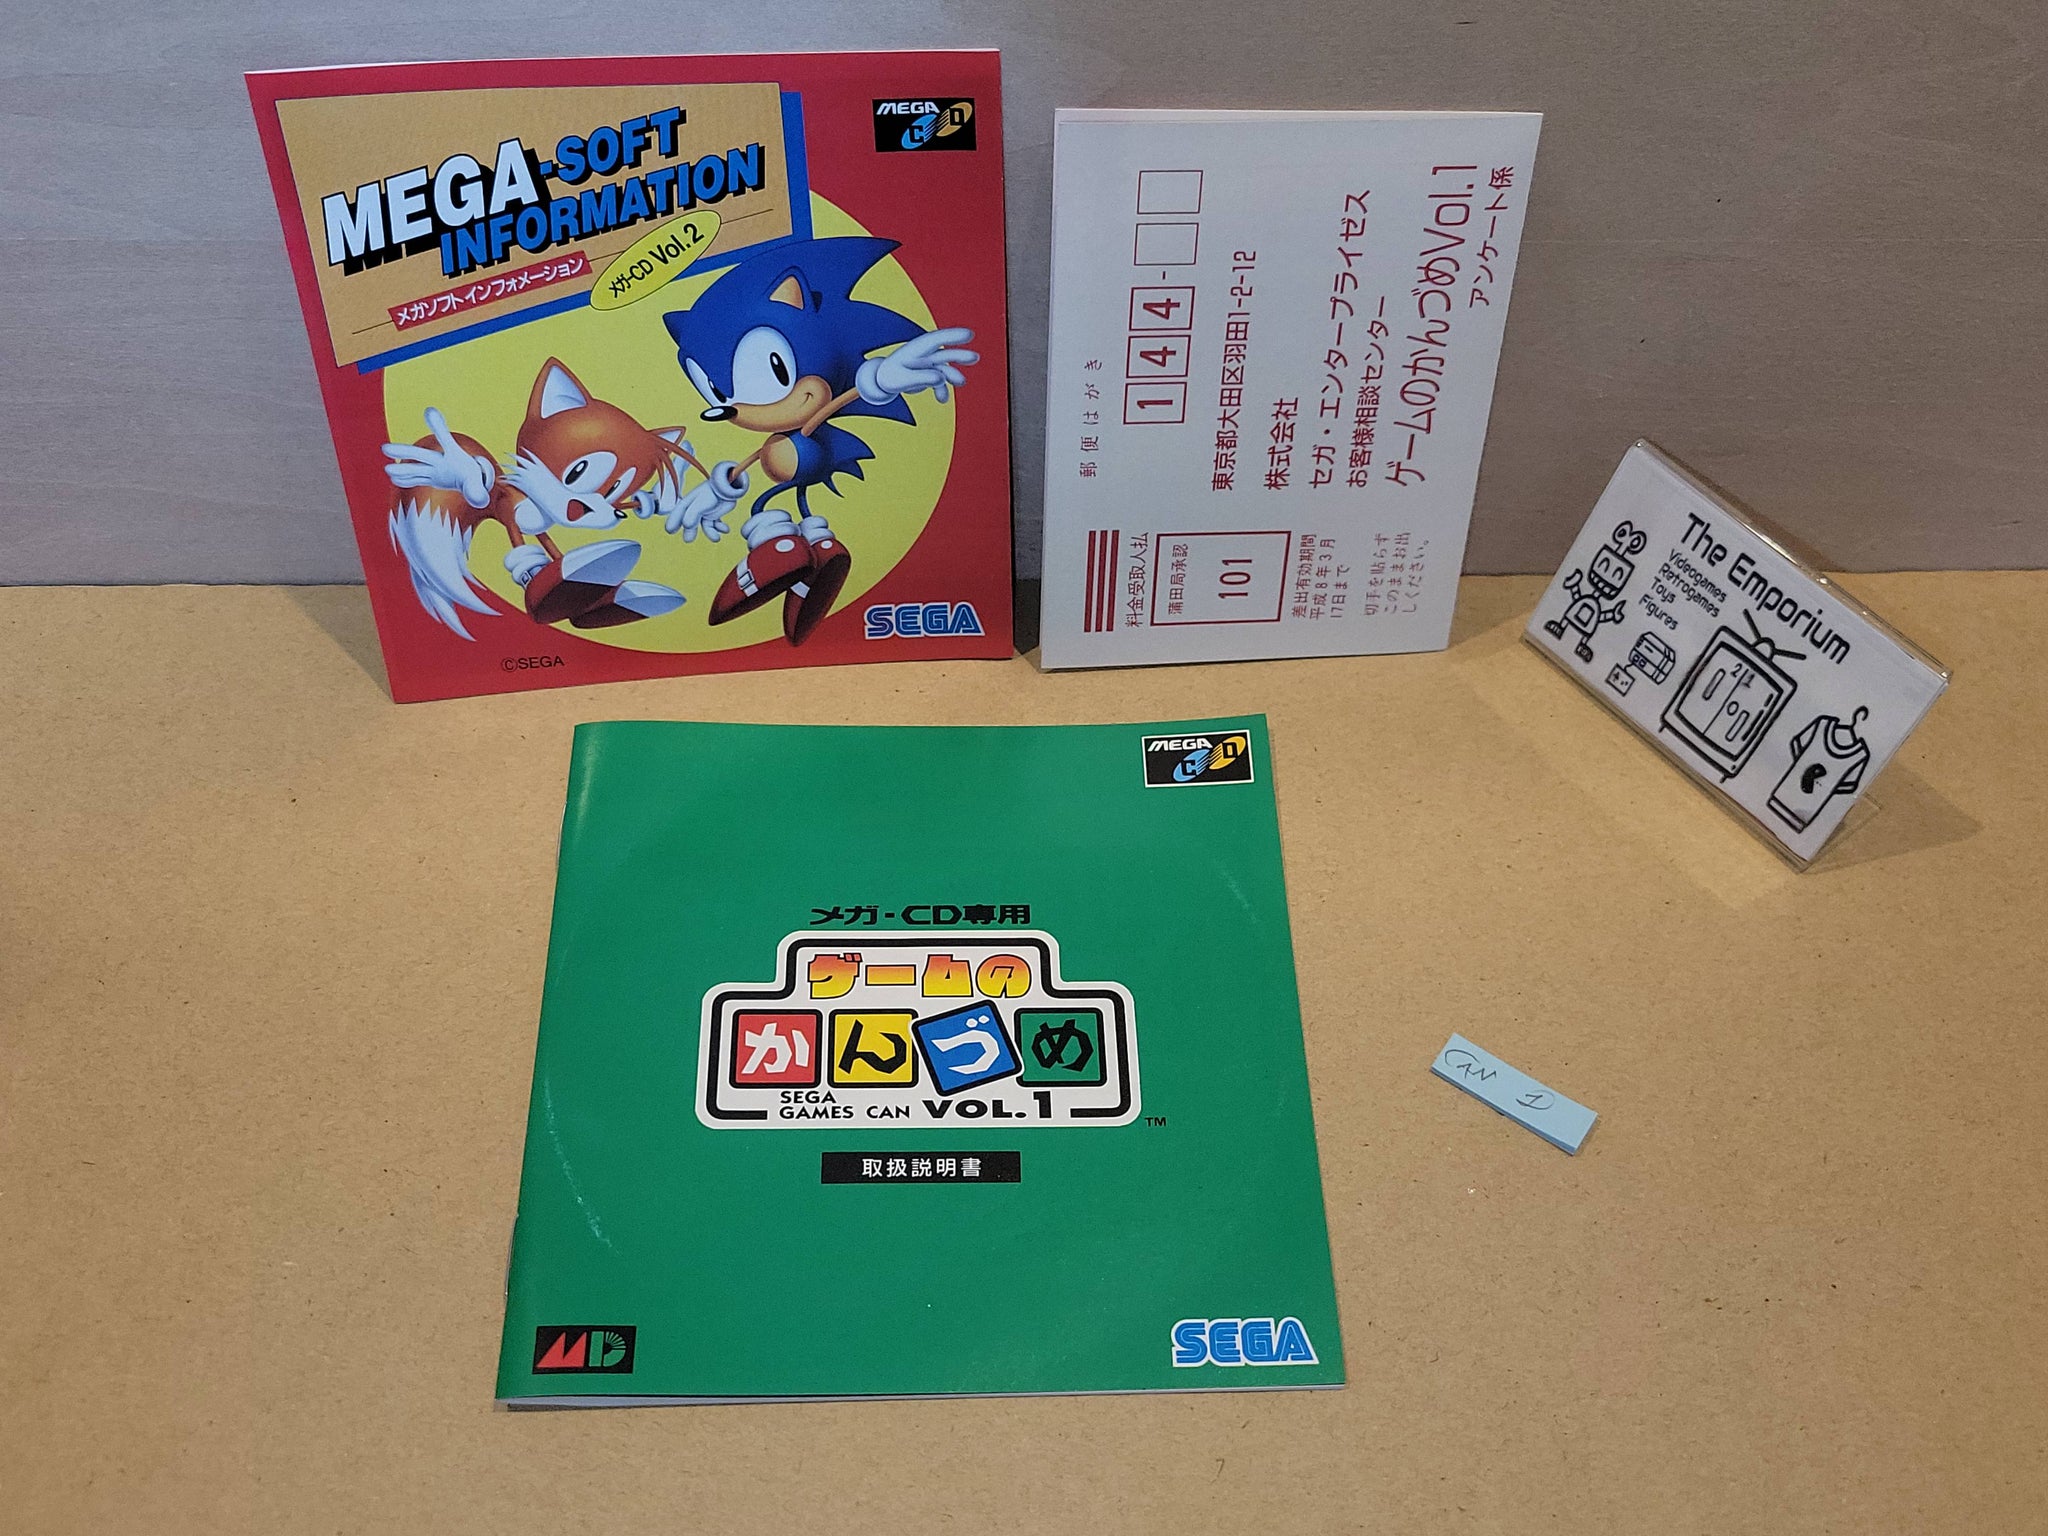 MEGA-SOFT
INFORMATION
メガソフトインフォメーション
メガ-CD Vol.2
MEGA
CD
SEGA
©SEGA
郵便はがき
144-
東京都大田区羽田1-2-12
株式会社
セガ・エンタープライゼス
お客様相談センター
ゲームのかんづめVol.1
アンケート係
料金受取人払
蒲田局承認
101
差出有効期間
平成8年3月
17日まで
切手を貼らず
このままお出
しください。
The Emporium
Videogames
Retrogames
Toys
Figures
2 1
MEGA
CD
メガ-CD専用
ゲームの
かんづめ
SEGA
GAMES CAN VOL.1
TM
取扱説明書
MD
SEGA
CAN 1